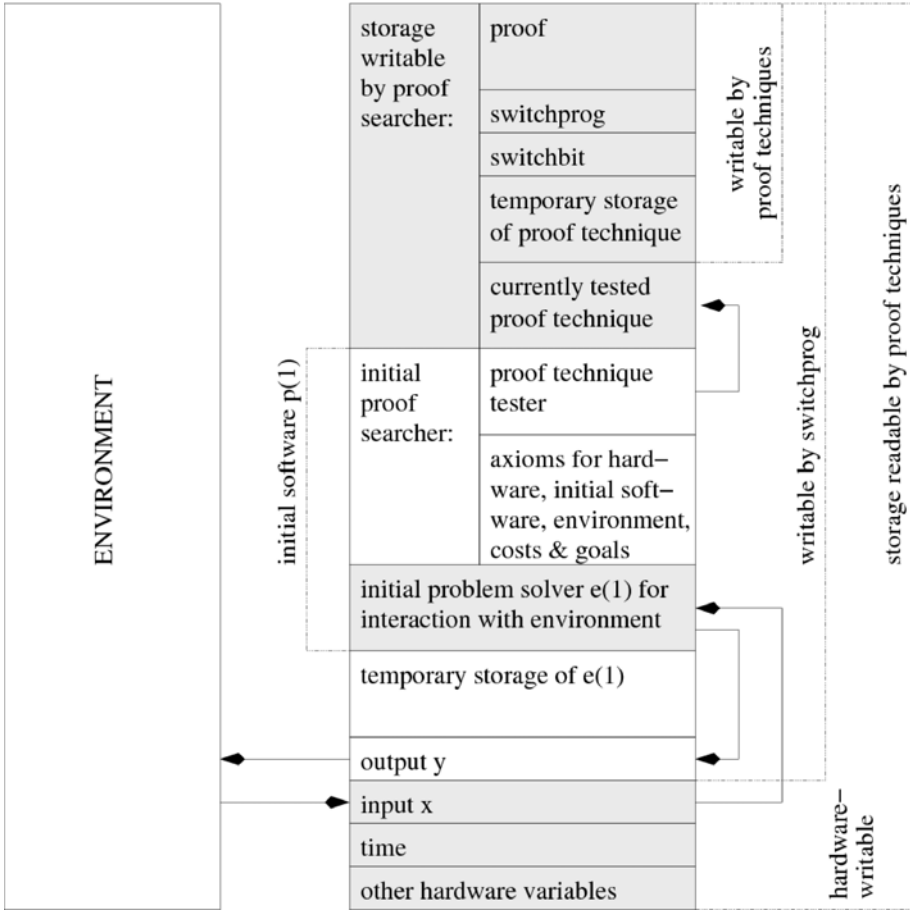 ENVIRONMENT
initial software p(1)
storage
writable
by proof
searcher:
proof
switchprog
switchbit
temporary storage
of proof technique
currently tested
proof technique
initial
proof
searcher:
proof technique
tester
axioms for hard–
ware, initial soft–
ware, environment,
costs & goals
initial problem solver e(1) for
interaction with environment
temporary storage of e(1)
output y
input x
time
other hardware variables
writable by
proof techniques
writable by switchprog
hardware–
writable
storage readable by proof techniques